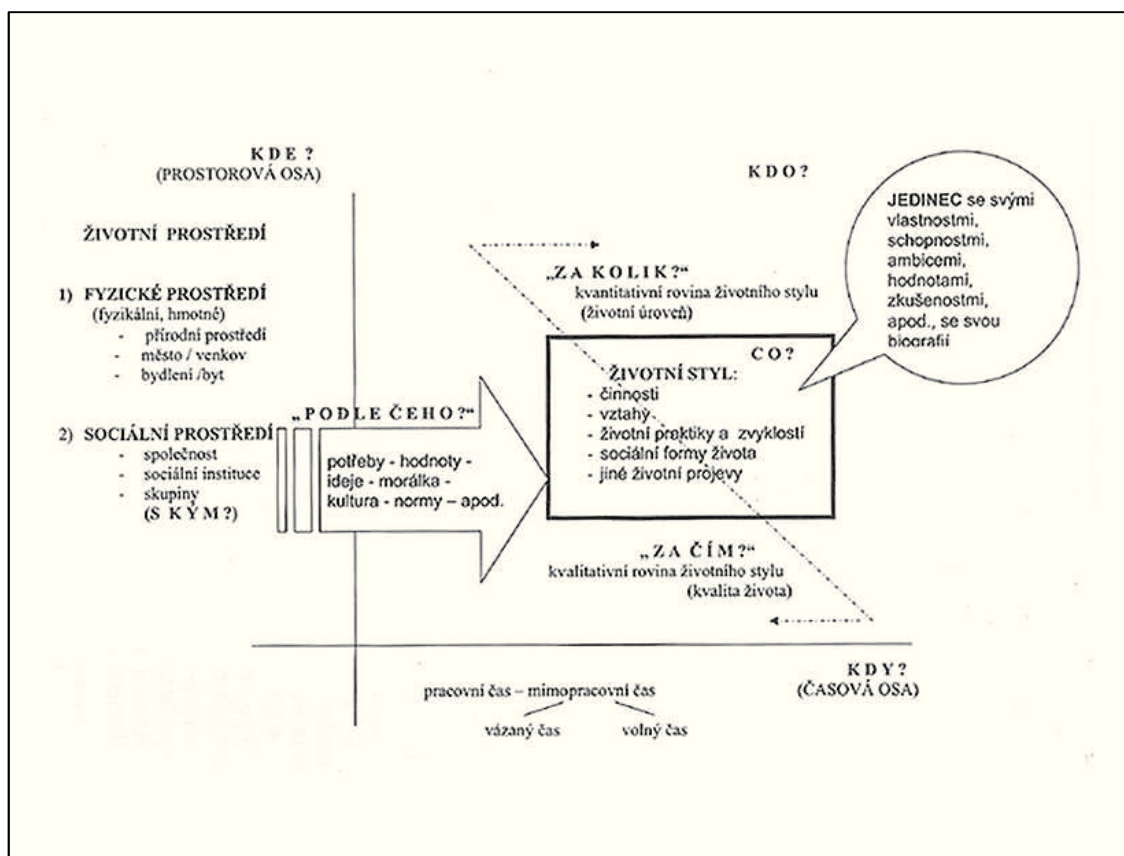 K D E ?
(PROSTOROVÁ OSA)
ŽIVOTNÍ PROSTŘEDÍ
1) FYZICKÉ PROSTŘEDÍ
(fyzikální, hmotné)
- přírodní prostředí
- město / venkov
- bydlení /byt
2) SOCIÁLNÍ PROSTŘEDÍ
- společnost
- sociální instituce
- skupiny
(S KÝM?)
„PODLE ČEHO?“
potřeby - hodnoty -
ideje - morálka -
kultura - normy – apod.
K D O ?
JEDINEC se svými
vlastnostmi,
schopnostmi,
ambicemi,
hodnotami,
zkušenostmi,
apod., se svou
biografií
„ZA KOLIK?“
kvantitativní rovina životního stylu
(životní úroveň)
C O ?
ŽIVOTNÍ STYL:
- činnosti
- vztahy
- životní praktiky a zvyklostí
- sociální formy života
- jiné životní projevy
„ZA ČÍM?“
kvalitativní rovina životního stylu
(kvalita života)
KDY?
(ČASOVÁ OSA)
pracovní čas – mimopracovní čas
vázaný čas volný čas